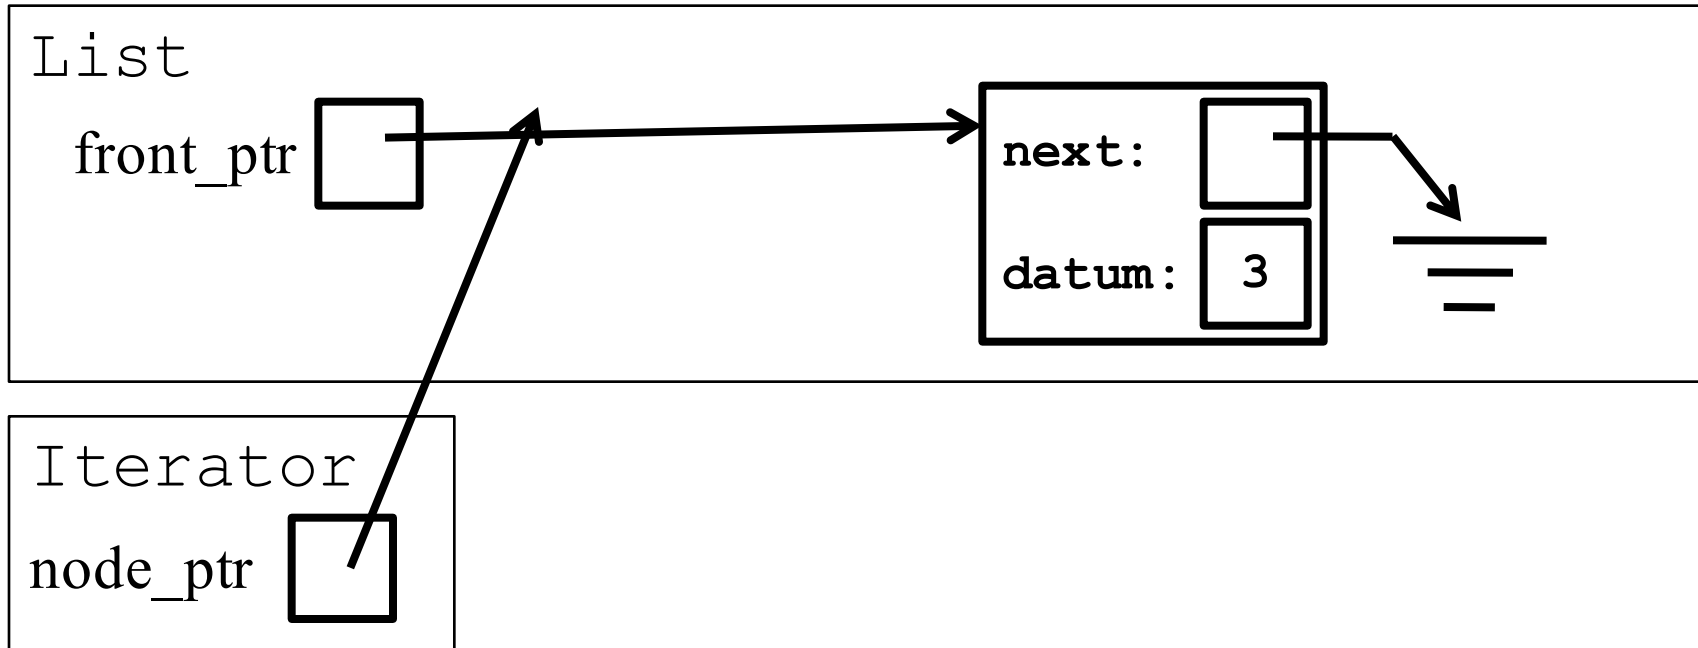 List
front_ptr
next:
datum: 3
Iterator
node_ptr